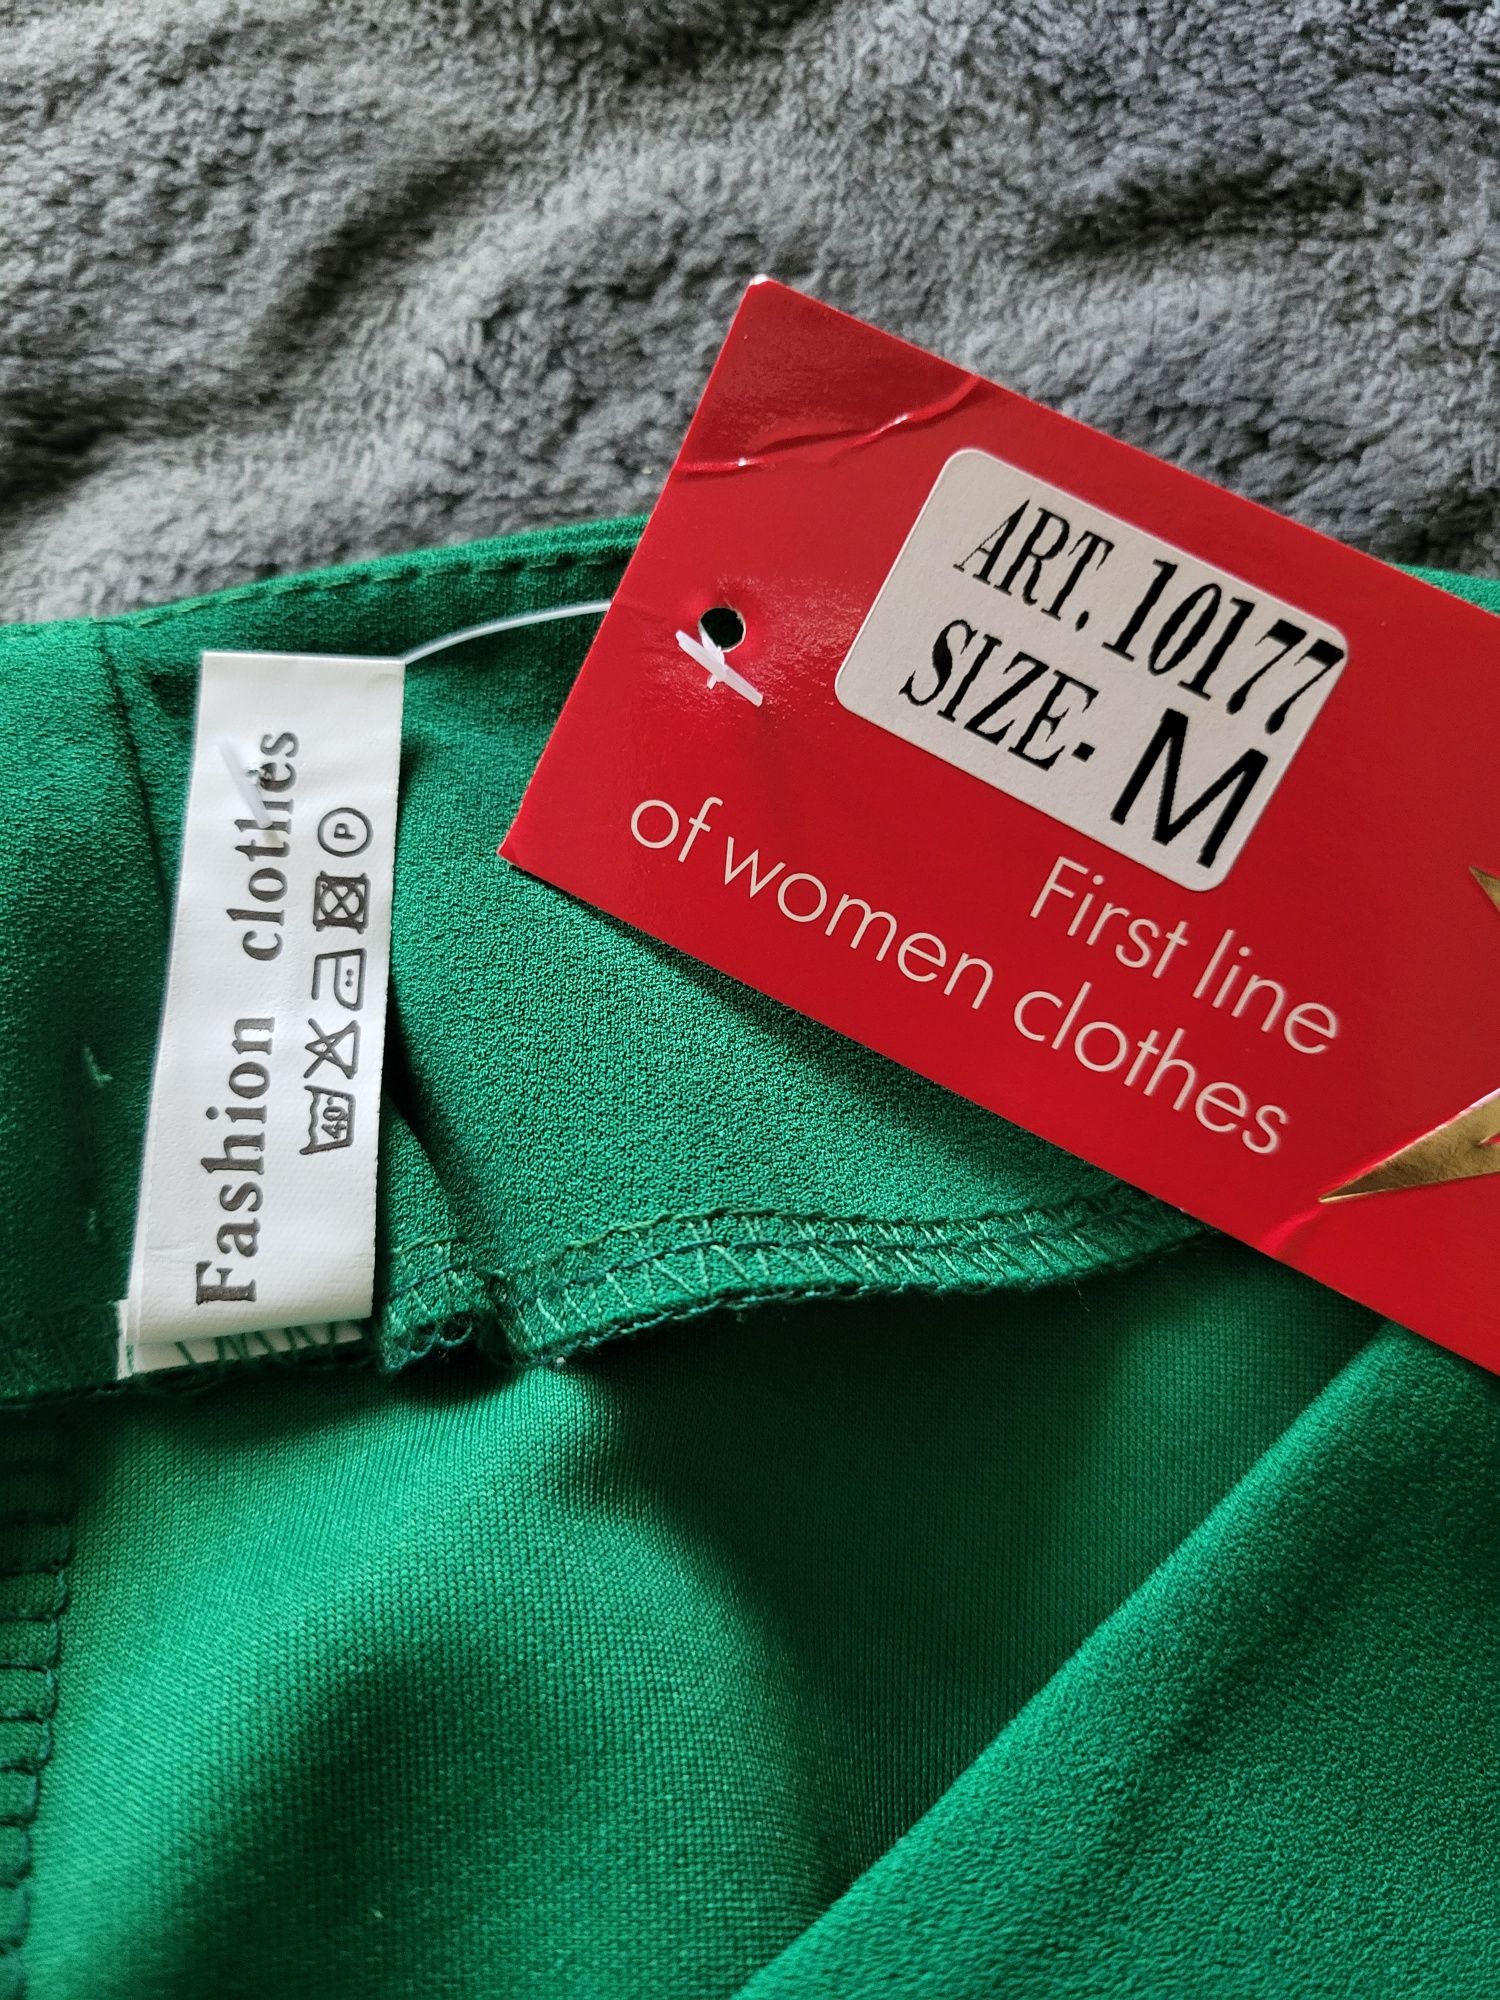 ART. 10177
SIZE- M
First line
of women clothes
Fashion clothes
40°
P